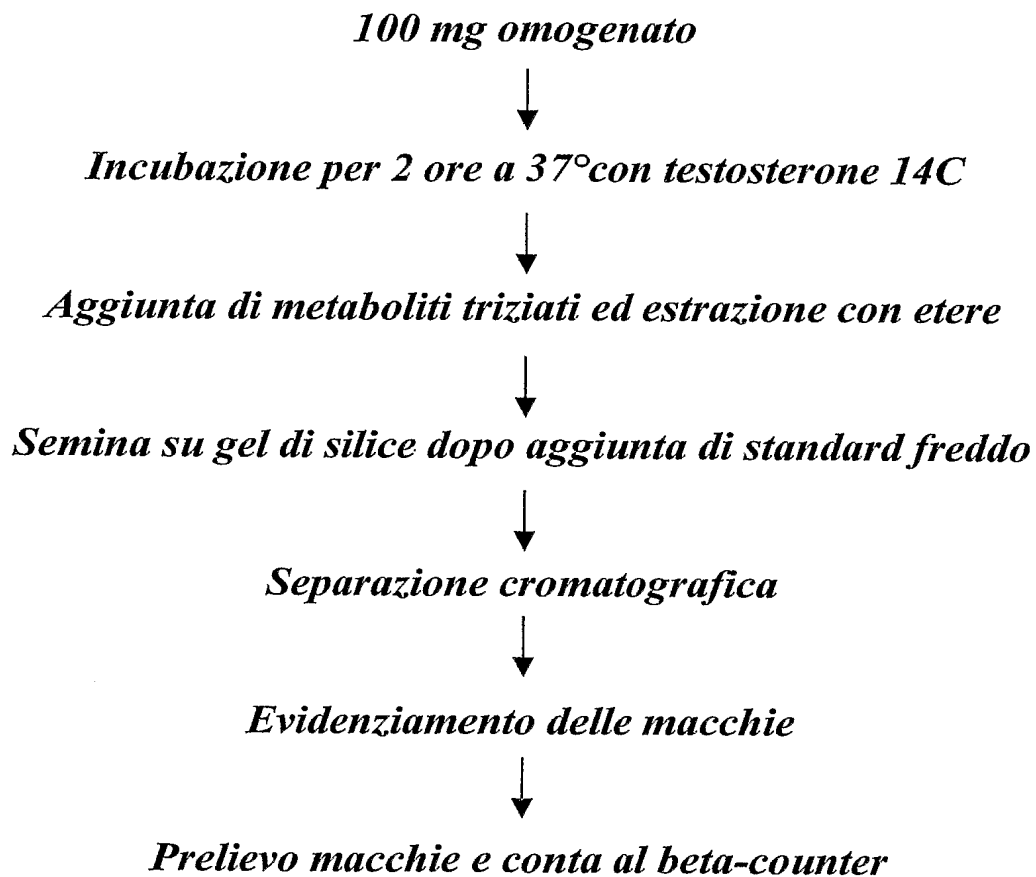 100 mg omogenato
Incubazione per 2 ore a 37°con testosterone 14C
Aggiunta di metaboliti triziati ed estrazione con etere
Semina su gel di silice dopo aggiunta di standard freddo
Separazione cromatografica
Evidenziamento delle macchie
Prelievo macchie e conta al beta-counter